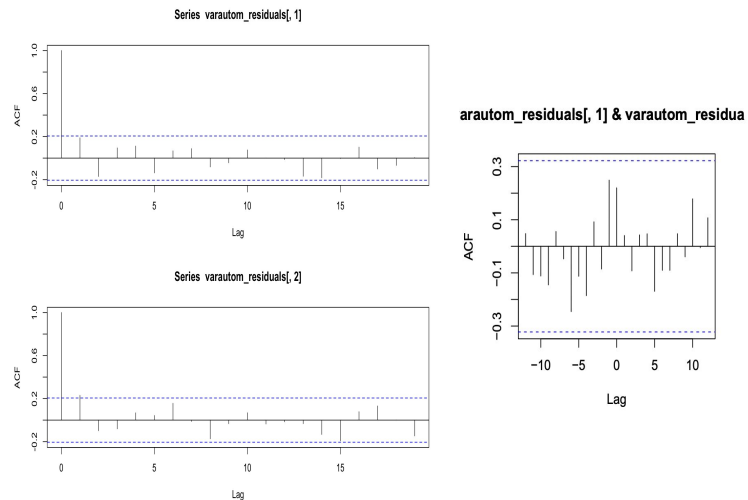 Series varautom_residuals[, 1]
ACF
1.0
0.6
0.2
-0.2
0 5 10 15
Lag
Series varautom_residuals[, 2]
ACF
1.0
0.6
0.2
-0.2
0 5 10 15
Lag
arautom_residuals[, 1] & varautom_residua
ACF
0.3
0.1
−0.1
−0.3
−10 −5 0 5 10
Lag